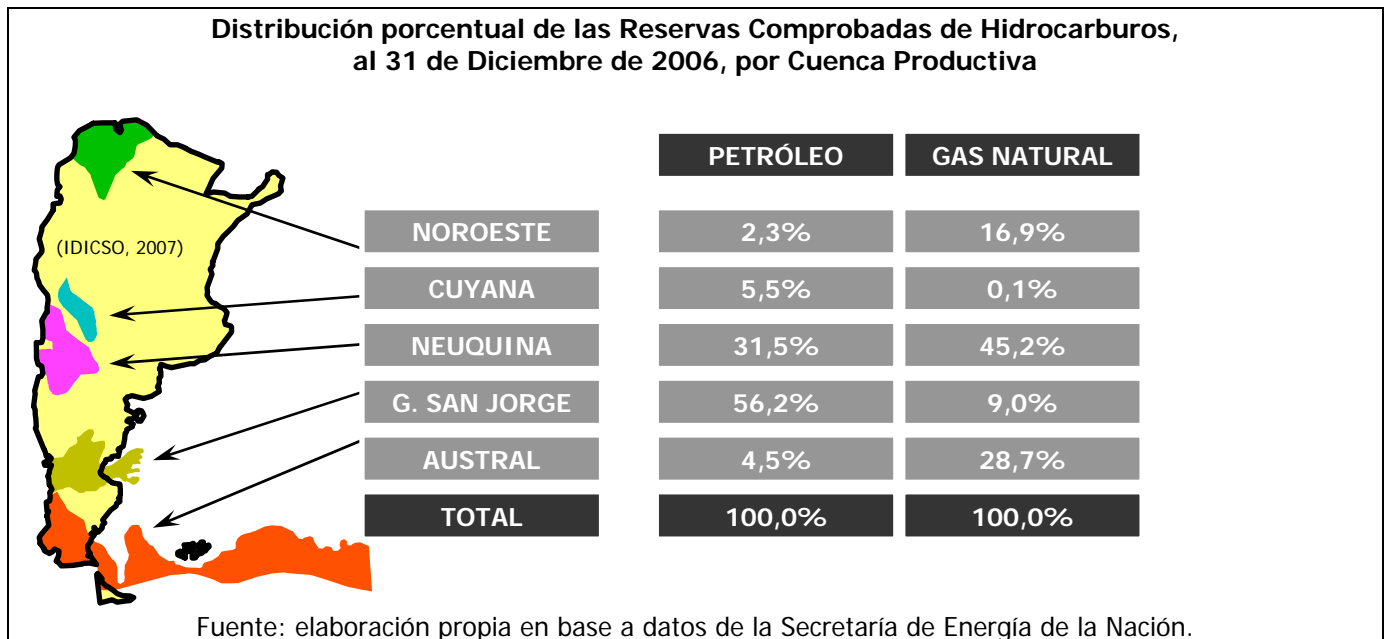 Distribución porcentual de las Reservas Comprobadas de Hidrocarburos,
al 31 de Diciembre de 2006, por Cuenca Productiva
PETRÓLEO GAS NATURAL
(IDICSO, 2007)
NOROESTE 2,3% 16,9%
CUYANA 5,5% 0,1%
NEUQUINA 31,5% 45,2%
G. SAN JORGE 56,2% 9,0%
AUSTRAL 4,5% 28,7%
TOTAL 100,0% 100,0%
Fuente: elaboración propia en base a datos de la Secretaría de Energía de la Nación.